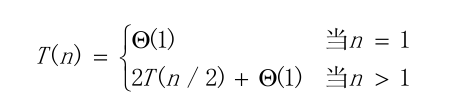 T(n) = { Θ(1) 当n = 1
2T(n / 2) + Θ(1) 当n > 1